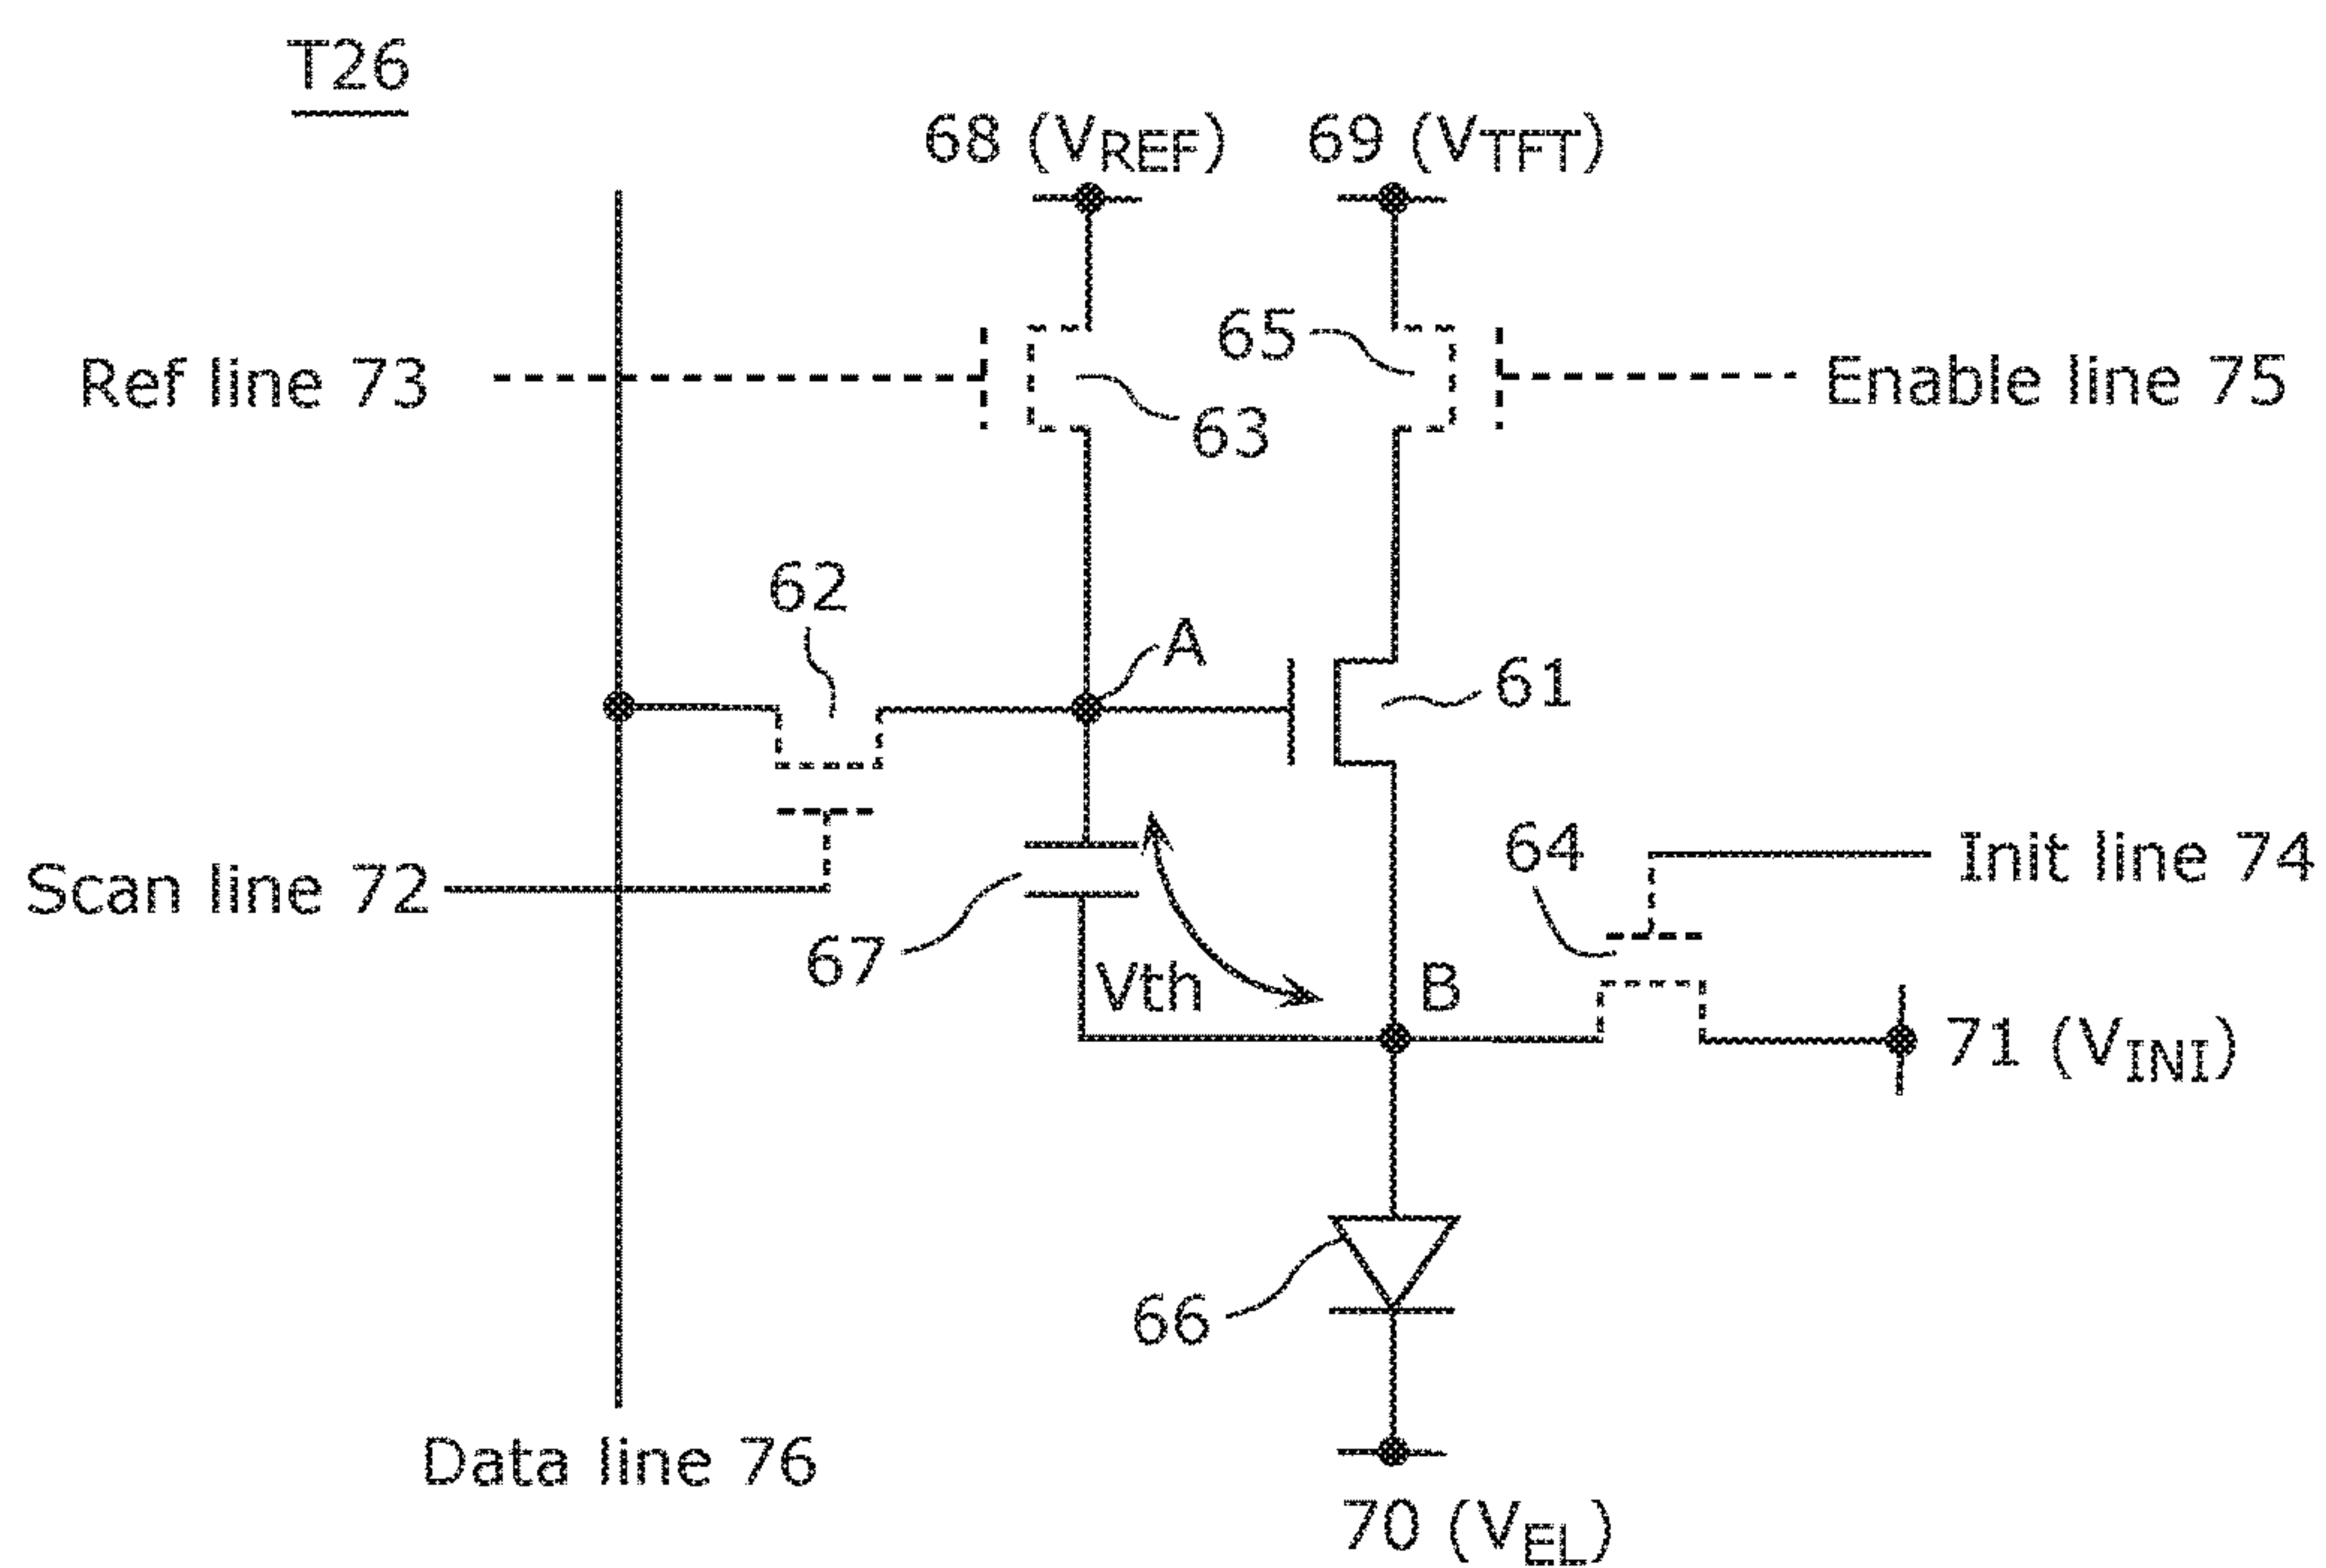 T26
68 (VREF)
69 (VTFT)
65
Ref line 73
Enable line 75
63
62
A
61
64
Init line 74
Scan line 72
67
Vth
B
71 (VINI)
66
Data line 76
70 (VEL)